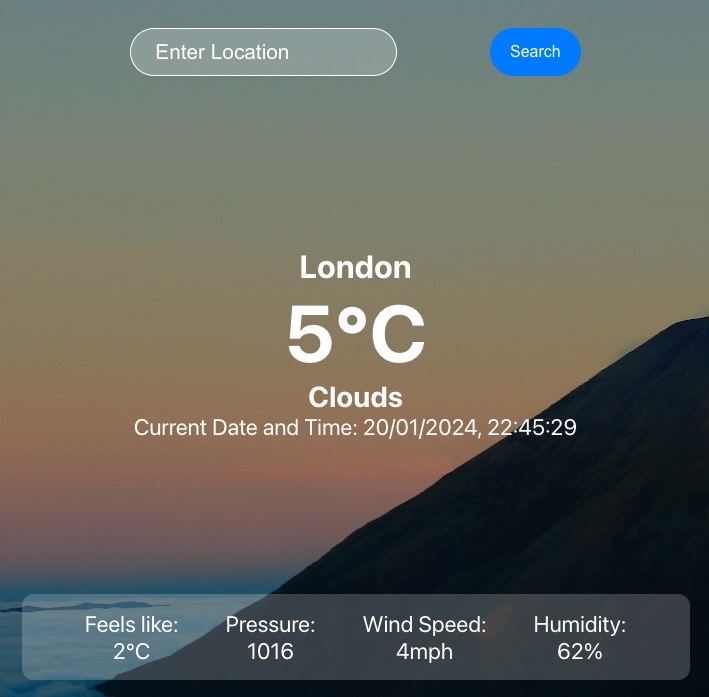 Enter Location
Search
London
5°C
Clouds
Current Date and Time: 20/01/2024, 22:45:29
Feels like:
2°C
Pressure:
1016
Wind Speed:
4mph
Humidity:
62%